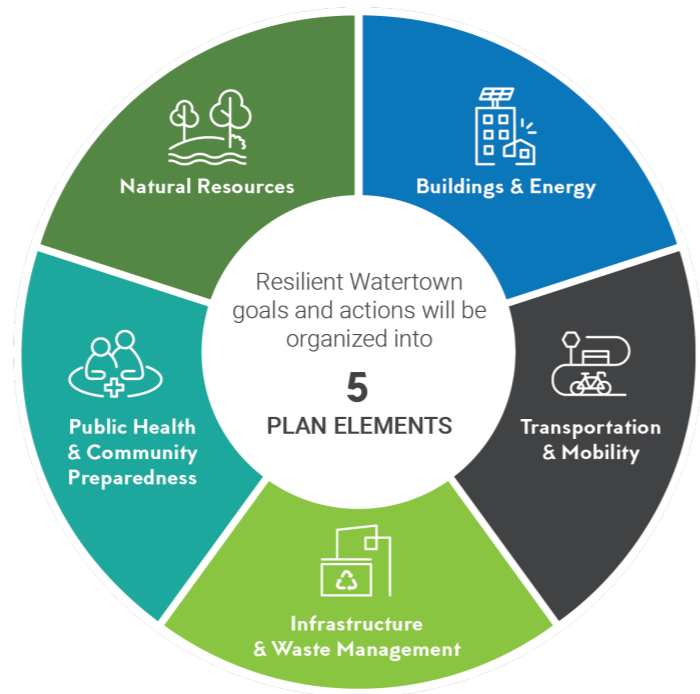 Natural Resources
Buildings & Energy
Resilient Watertown
goals and actions will be
organized into
5
PLAN ELEMENTS
Public Health
& Community
Preparedness
Transportation
& Mobility
Infrastructure
& Waste Management